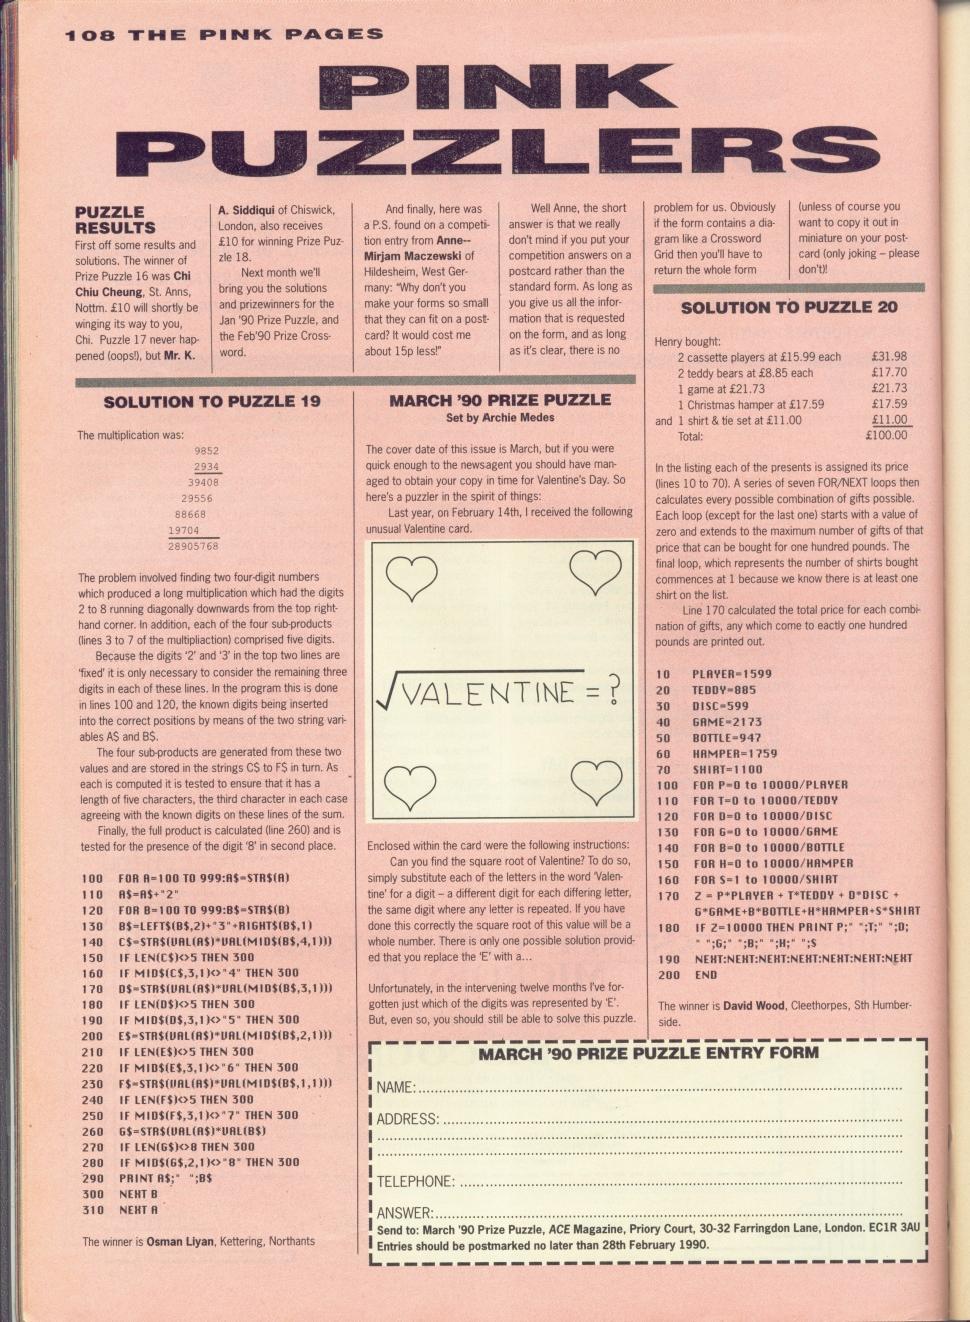 108 THE PINK PAGES
PINK
PUZZLERS
PUZZLE
RESULTS
First off some results and
solutions. The winner of
Prize Puzzle 16 was Chi
Chiu Cheung, St. Anns,
Nottm. £10 will shortly be
winging its way to you,
Chi. Puzzle 17 never hap-
pened (oops!), but Mr. K.
A. Siddiqui of Chiswick,
London, also receives
£10 for winning Prize Puz-
zle 18.
Next month we'll
bring you the solutions
and prizewinners for the
Jan '90 Prize Puzzle, and
the Feb'90 Prize Cross-
word.
And finally, here was
a P.S. found on a competi-
tion entry from Anne--
Mirjam Maczewski of
Hildesheim, West Ger-
many: "Why don't you
make your forms so small
that they can fit on a post-
card? It would cost me
about 15p less!"
Well Anne, the short
answer is that we really
don't mind if you put your
competition answers on a
postcard rather than the
standard form. As long as
you give us all the infor-
mation that is requested
on the form, and as long
as it's clear, there is no
problem for us. Obviously
if the form contains a dia-
gram like a Crossword
Grid then you'll have to
return the whole form
(unless of course you
want to copy it out in
miniature on your post-
card (only joking – please
don't)!
SOLUTION TO PUZZLE 19
The multiplication was:
9852
2934
39408
29556
88668
19704
28905768
The problem involved finding two four-digit numbers
which produced a long multiplication which had the digits
2 to 8 running diagonally downwards from the top right-
hand corner. In addition, each of the four sub-products
(lines 3 to 7 of the multipliaction) comprised five digits.
Because the digits '2' and '3' in the top two lines are
'fixed' it is only necessary to consider the remaining three
digits in each of these lines. In the program this is done
in lines 100 and 120, the known digits being inserted
into the correct positions by means of the two string vari-
ables A$ and B$.
The four sub-products are generated from these two
values and are stored in the strings C$ to F$ in turn. As
each is computed it is tested to ensure that it has a
length of five characters, the third character in each case
agreeing with the known digits on these lines of the sum.
Finally, the full product is calculated (line 260) and is
tested for the presence of the digit '8' in second place.
100 FOR A=100 TO 999:A$=STR$(A)
110 A$=A$+"2"
120 FOR B=100 TO 999:B$=STR$(B)
130 B$=LEFT$(B$,2)+"3"+RIGHT$(B$,1)
140 C$=STR$(VAL(A$)*VAL(MID$(B$,4,1)))
150 IF LEN(C$)<>5 THEN 300
160 IF MID$(C$,3,1)<>"4" THEN 300
170 D$=STR$(VAL(A$)*VAL(MID$(B$,3,1)))
180 IF LEN(D$)<>5 THEN 300
190 IF MID$(D$,3,1)<>"5" THEN 300
200 E$=STR$(VAL(A$)*VAL(MID$(B$,2,1)))
210 IF LEN(E$)<>5 THEN 300
220 IF MID$(E$,3,1)<>"6" THEN 300
230 F$=STR$(VAL(A$)*VAL(MID$(B$,1,1)))
240 IF LEN(F$)<>5 THEN 300
250 IF MID$(F$,3,1)<>"7" THEN 300
260 G$=STR$(VAL(A$)*VAL(B$)
270 IF LEN(G$)<>8 THEN 300
280 IF MID$(G$,2,1)<>"8" THEN 300
290 PRINT A$;" ";B$
300 NEXT B
310 NEXT A
The winner is Osman Liyan, Kettering, Northants
MARCH '90 PRIZE PUZZLE
Set by Archie Medes
The cover date of this issue is March, but if you were
quick enough to the newsagent you should have man-
aged to obtain your copy in time for Valentine's Day. So
here's a puzzler in the spirit of things:
Last year, on February 14th, I received the following
unusual Valentine card.
√VALENTINE = ?
Enclosed within the card were the following instructions:
Can you find the square root of Valentine? To do so,
simply substitute each of the letters in the word 'Valen-
tine' for a digit – a different digit for each differing letter,
the same digit where any letter is repeated. If you have
done this correctly the square root of this value will be a
whole number. There is only one possible solution provid-
ed that you replace the 'E' with a...
Unfortunately, in the intervening twelve months I've for-
gotten just which of the digits was represented by 'E'.
But, even so, you should still be able to solve this puzzle.
SOLUTION TO PUZZLE 20
Henry bought:
2 cassette players at £15.99 each £31.98
2 teddy bears at £8.85 each £17.70
1 game at £21.73 £21.73
1 Christmas hamper at £17.59 £17.59
and 1 shirt & tie set at £11.00 £11.00
Total: £100.00
In the listing each of the presents is assigned its price
(lines 10 to 70). A series of seven FOR/NEXT loops then
calculates every possible combination of gifts possible.
Each loop (except for the last one) starts with a value of
zero and extends to the maximum number of gifts of that
price that can be bought for one hundred pounds. The
final loop, which represents the number of shirts bought
commences at 1 because we know there is at least one
shirt on the list.
Line 170 calculated the total price for each combi-
nation of gifts, any which come to eactly one hundred
pounds are printed out.
10 PLAYER=1599
20 TEDDY=885
30 DISC=599
40 GAME=2173
50 BOTTLE=947
60 HAMPER=1759
70 SHIRT=1100
100 FOR P=0 to 10000/PLAYER
110 FOR T=0 to 10000/TEDDY
120 FOR D=0 to 10000/DISC
130 FOR G=0 to 10000/GAME
140 FOR B=0 to 10000/BOTTLE
150 FOR H=0 to 10000/HAMPER
160 FOR S=1 to 10000/SHIRT
170 Z = P*PLAYER + T*TEDDY + D*DISC +
G*GAME+B*BOTTLE+H*HAMPER+S*SHIRT
180 IF Z=10000 THEN PRINT P;" ";T;" ";D;
" ";G;" ";B;" ";H;" ";S
190 NEXT:NEXT:NEXT:NEXT:NEXT:NEXT:NEXT
200 END
The winner is David Wood, Cleethorpes, Sth Humber-
side.
MARCH '90 PRIZE PUZZLE ENTRY FORM
NAME:
ADDRESS:
TELEPHONE:
ANSWER:
Send to: March '90 Prize Puzzle, ACE Magazine, Priory Court, 30-32 Farringdon Lane, London. EC1R 3AU
Entries should be postmarked no later than 28th February 1990.